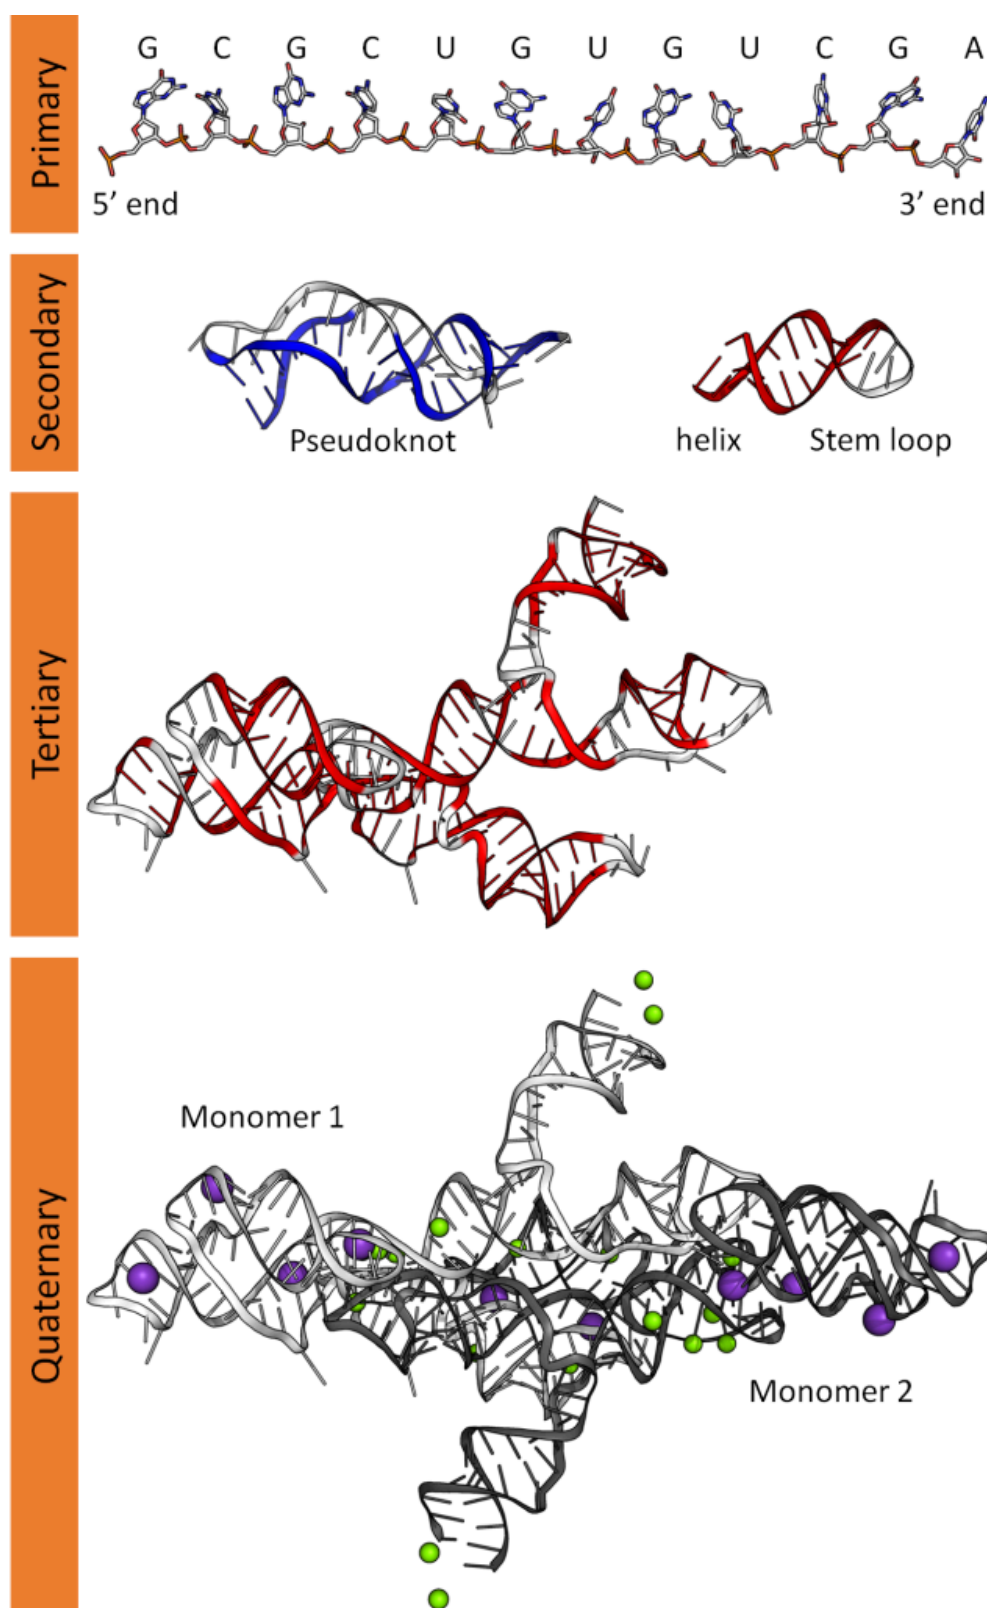 Primary
G C G C U G U G U C G A
5’ end 3’ end
Secondary
Pseudoknot helix Stem loop
Tertiary
Quaternary
Monomer 1
Monomer 2